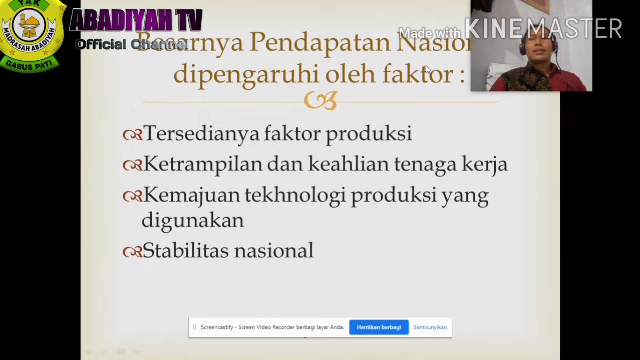 YAK
MADRASAH ABADIYAH
GABUS PATI
ABADIYAH TV
Official Channel
Made with KINEMASTER
Besarnya Pendapatan Nasional
dipengaruhi oleh faktor :
Tersedianya faktor produksi
Ketrampilan dan keahlian tenaga kerja
Kemajuan tekhnologi produksi yang
digunakan
Stabilitas nasional
Screencastify - Screen Video Recorder berbagi layar Anda.
Hentikan berbagi
Sembunyikan